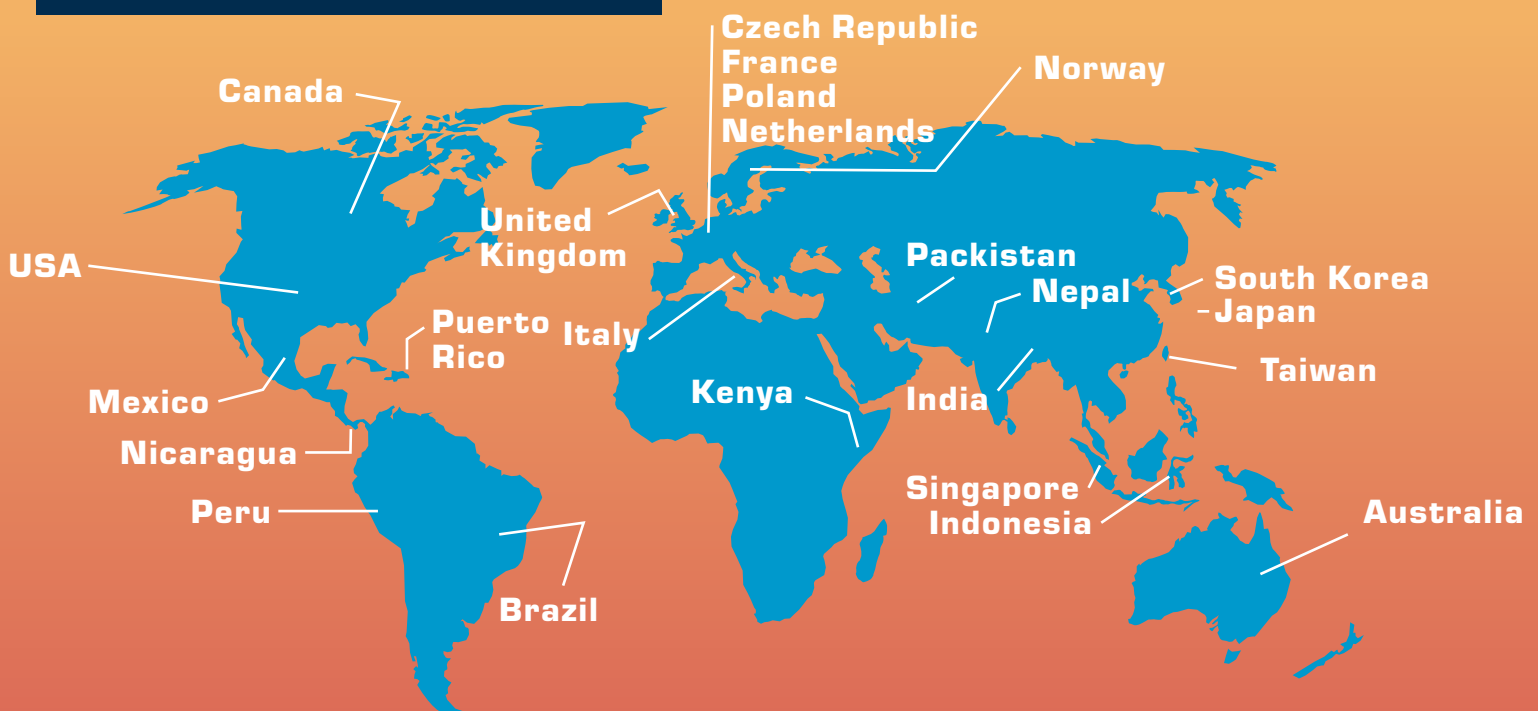 Czech Republic
France
Poland
Netherlands
Norway
Canada
United
Kingdom
USA
Packistan
Nepal
South Korea
-Japan
Puerto
Rico
Italy
Taiwan
Mexico
Kenya
India
Nicaragua
Singapore
Indonesia
Peru
Australia
Brazil